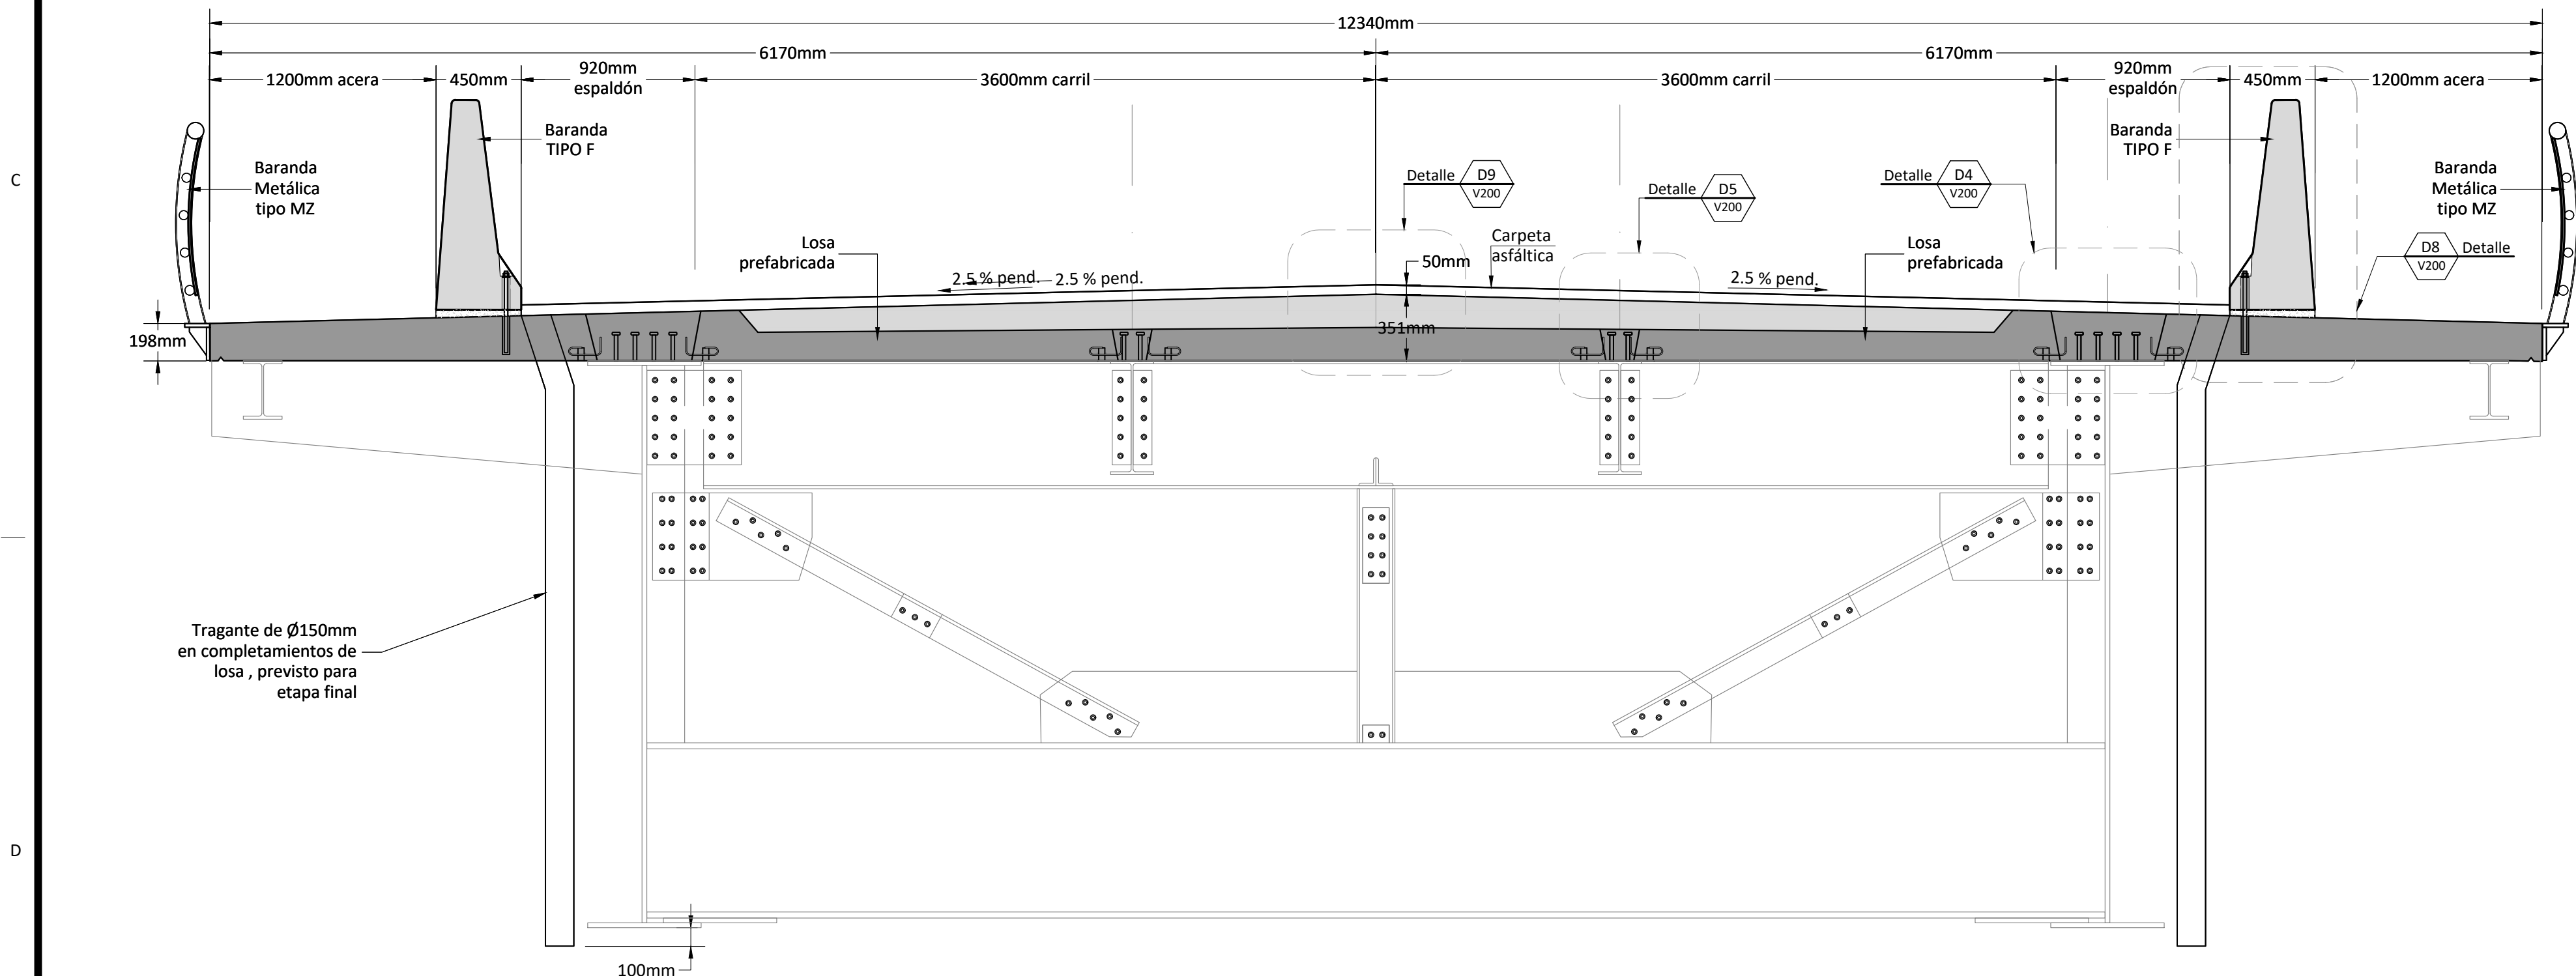 12340mm
6170mm
6170mm
1200mm acera
450mm
920mm
espaldón
3600mm carril
3600mm carril
920mm
espaldón
450mm
1200mm acera
Baranda
TIPO F
Baranda
TIPO F
C
Baranda
Metálica
tipo MZ
Baranda
Metálica
tipo MZ
Detalle D9
V200
Detalle D5
V200
Detalle D4
V200
D8 Detalle
V200
Losa
prefabricada
Carpeta
asfáltica
Losa
prefabricada
50mm
2.5 % pend.
2.5 % pend.
2.5 % pend.
351mm
198mm
Tragante de Ø150mm
en completamientos de
losa , previsto para
etapa final
D
100mm